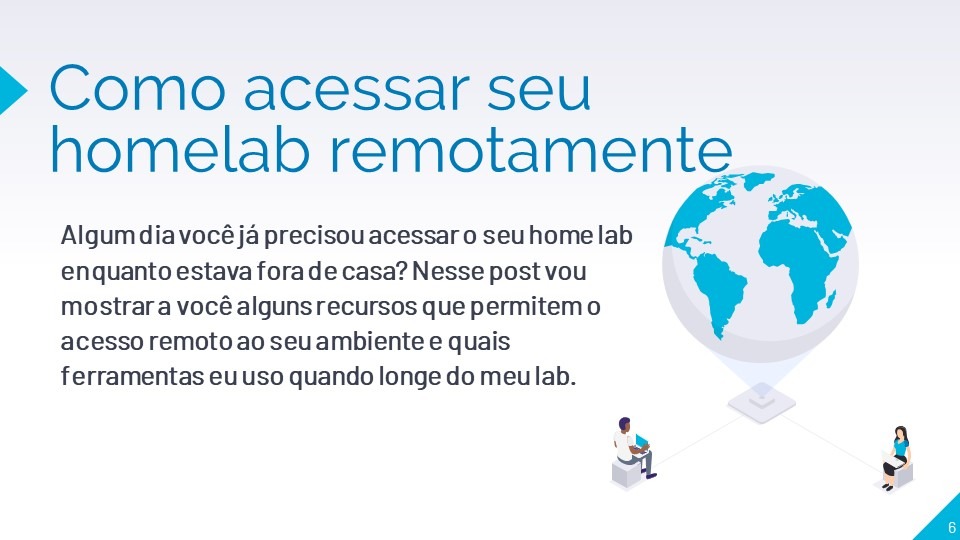 Como acessar seu
homelab remotamente
Algum dia você já precisou acessar o seu home lab
enquanto estava fora de casa? Nesse post vou
mostrar a você alguns recursos que permitem o
acesso remoto ao seu ambiente e quais
ferramentas eu uso quando longe do meu lab.
6